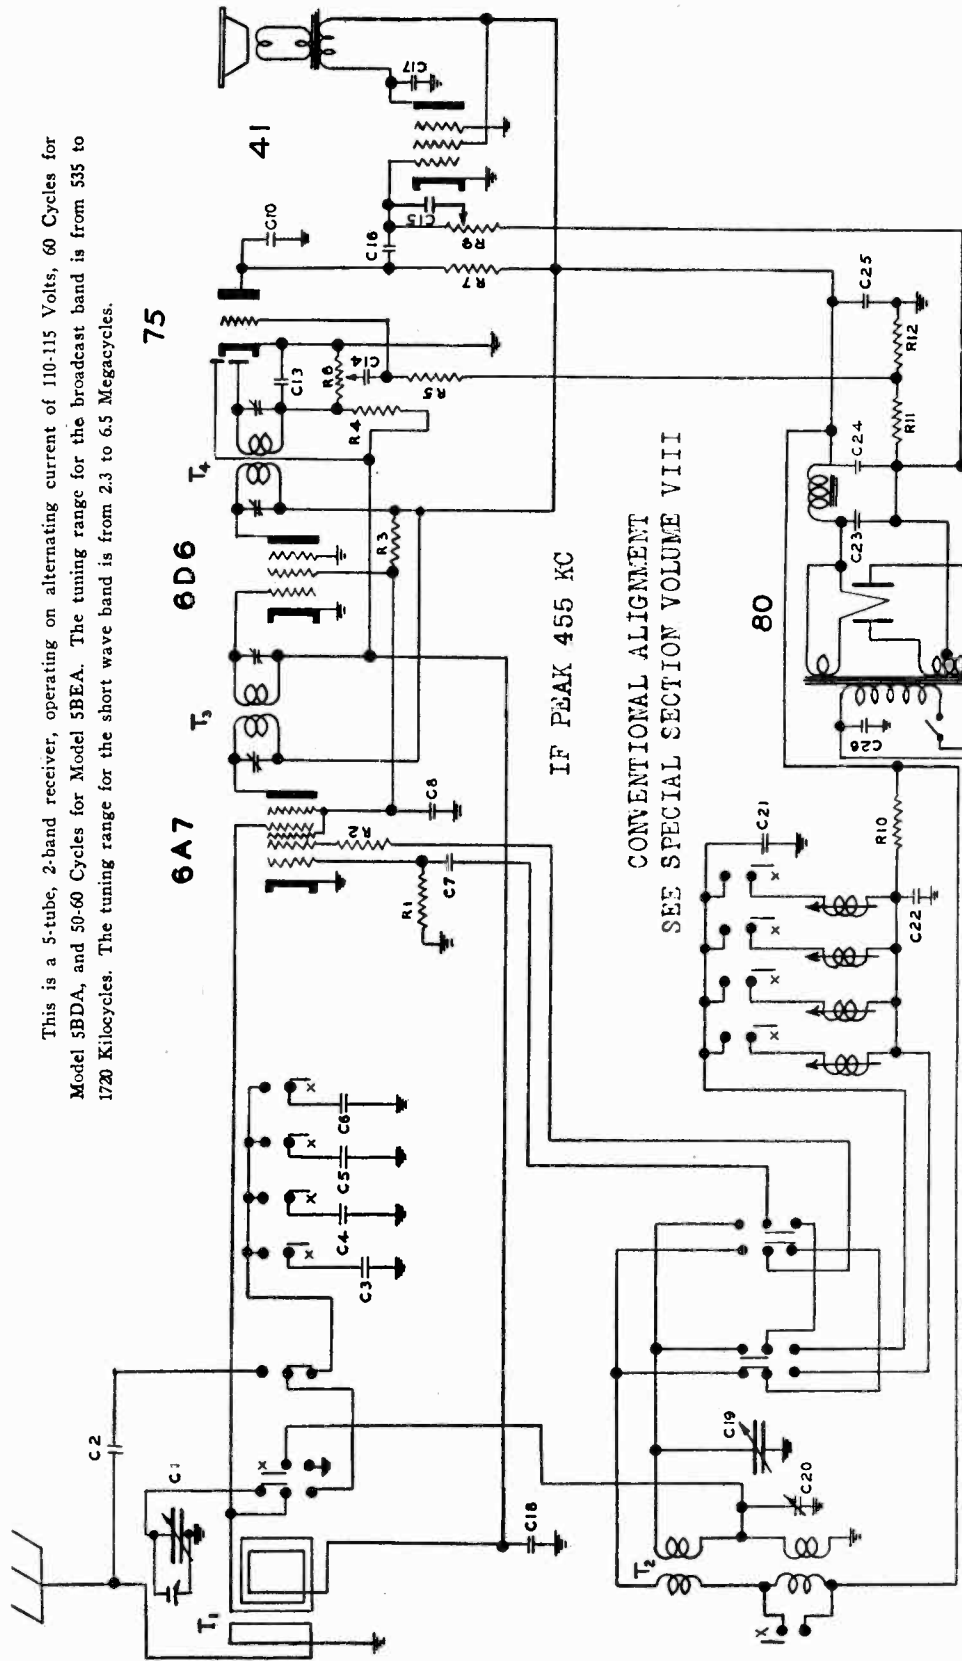 This is a 5-tube, 2-band receiver, operating on alternating current of 110-115 Volts, 60 Cycles for
Model 5BDA, and 50-60 Cycles for Model 5BEA. The tuning range for the broadcast band is from 535 to
1720 Kilocycles. The tuning range for the short wave band is from 2.3 to 6.5 Megacycles.
6A7
6D6
75
41
T3
T4
C2
C1
T1
C3
C4
C5
C6
R1
C7
R2
C8
R3
R4
R6
C13
C14
R5
C10
C16
C15
R9
R7
C17
C18
IF PEAK 455 KC
CONVENTIONAL ALIGNMENT
SEE SPECIAL SECTION VOLUME VIII
T2
C19
C20
X
X
X
X
X
X
X
X
X
X
C21
C22
R10
80
C26
C23
C24
R11
R12
C25